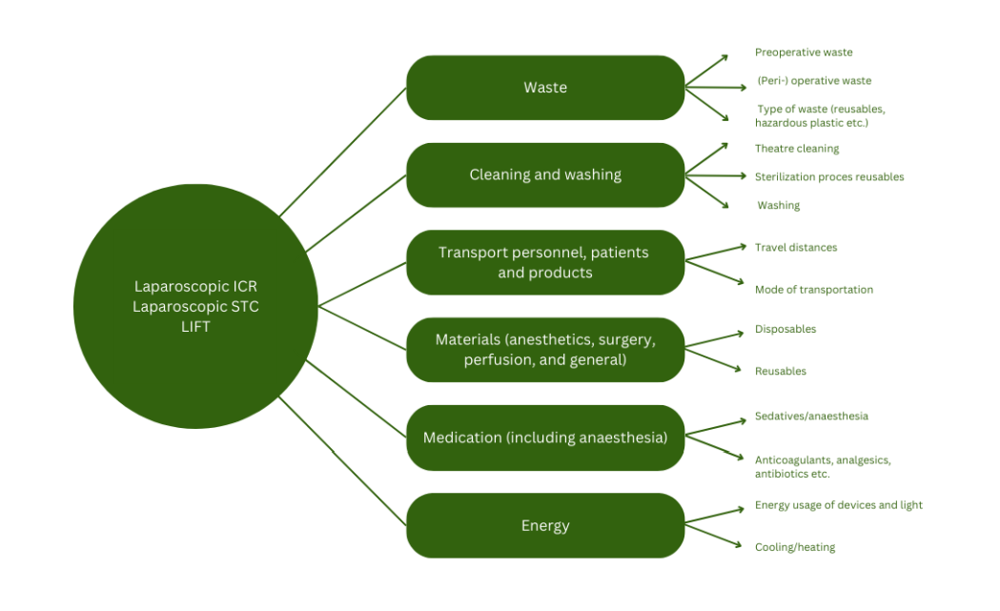 Laparoscopic ICR
Laparoscopic STC
LIFT
Waste
Preoperative waste
(Peri-) operative waste
Type of waste (reusables,
hazardous plastic etc.)
Cleaning and washing
Theatre cleaning
Sterilization proces reusables
Washing
Transport personnel, patients
and products
Travel distances
Mode of transportation
Materials (anesthetics, surgery,
perfusion, and general)
Disposables
Reusables
Medication (including anaesthesia)
Sedatives/anaesthesia
Anticoagulants, analgesics,
antibiotics etc.
Energy
Energy usage of devices and light
Cooling/heating